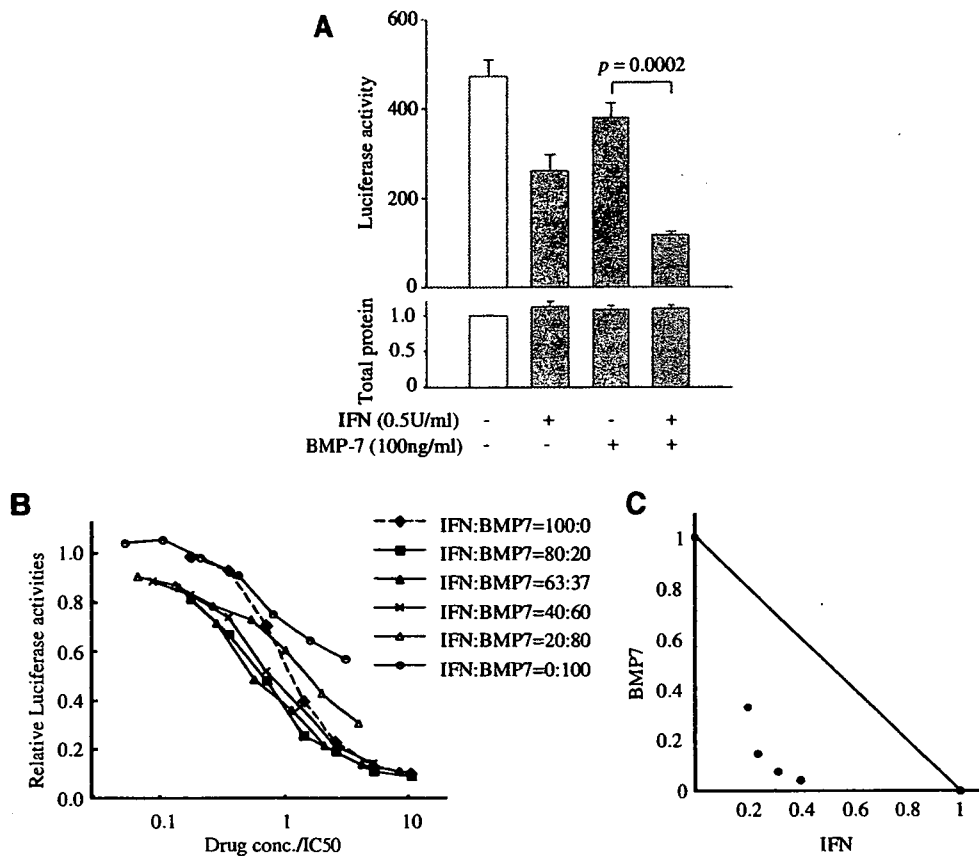 A
600
400
200
0
Luciferase activity
p = 0.0002
1.0
0.5
0
Total protein
IFN (0.5U/ml) - + - +
BMP-7 (100ng/ml) - - + +
B
1.0
0.8
0.6
0.4
0.2
0.0
Relative Luciferase activities
0.1 1 10
Drug conc./IC50
IFN:BMP7=100:0
IFN:BMP7=80:20
IFN:BMP7=63:37
IFN:BMP7=40:60
IFN:BMP7=20:80
IFN:BMP7=0:100
C
1
0.8
0.6
0.4
0.2
0
BMP7
0.2 0.4 0.6 0.8 1
IFN